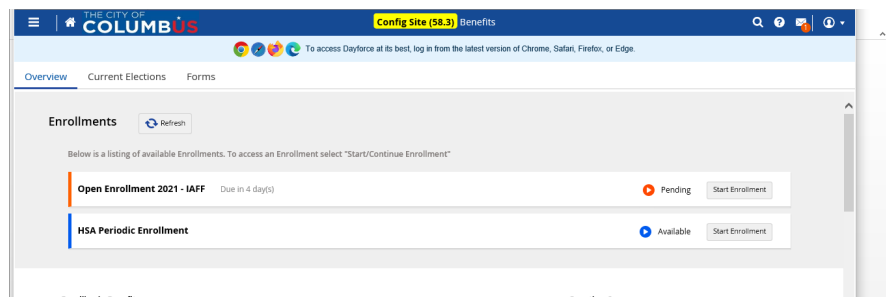 THE CITY OF
COLUMBUS
Config Site (58.3) Benefits
1
To access Dayforce at its best, log in from the latest version of Chrome, Safari, Firefox, or Edge.
Overview Current Elections Forms
Enrollments Refresh
Below is a listing of available Enrollments. To access an Enrollment select "Start/Continue Enrollment"
Open Enrollment 2021 - IAFF Due in 4 day(s) Pending Start Enrollment
HSA Periodic Enrollment Available Start Enrollment